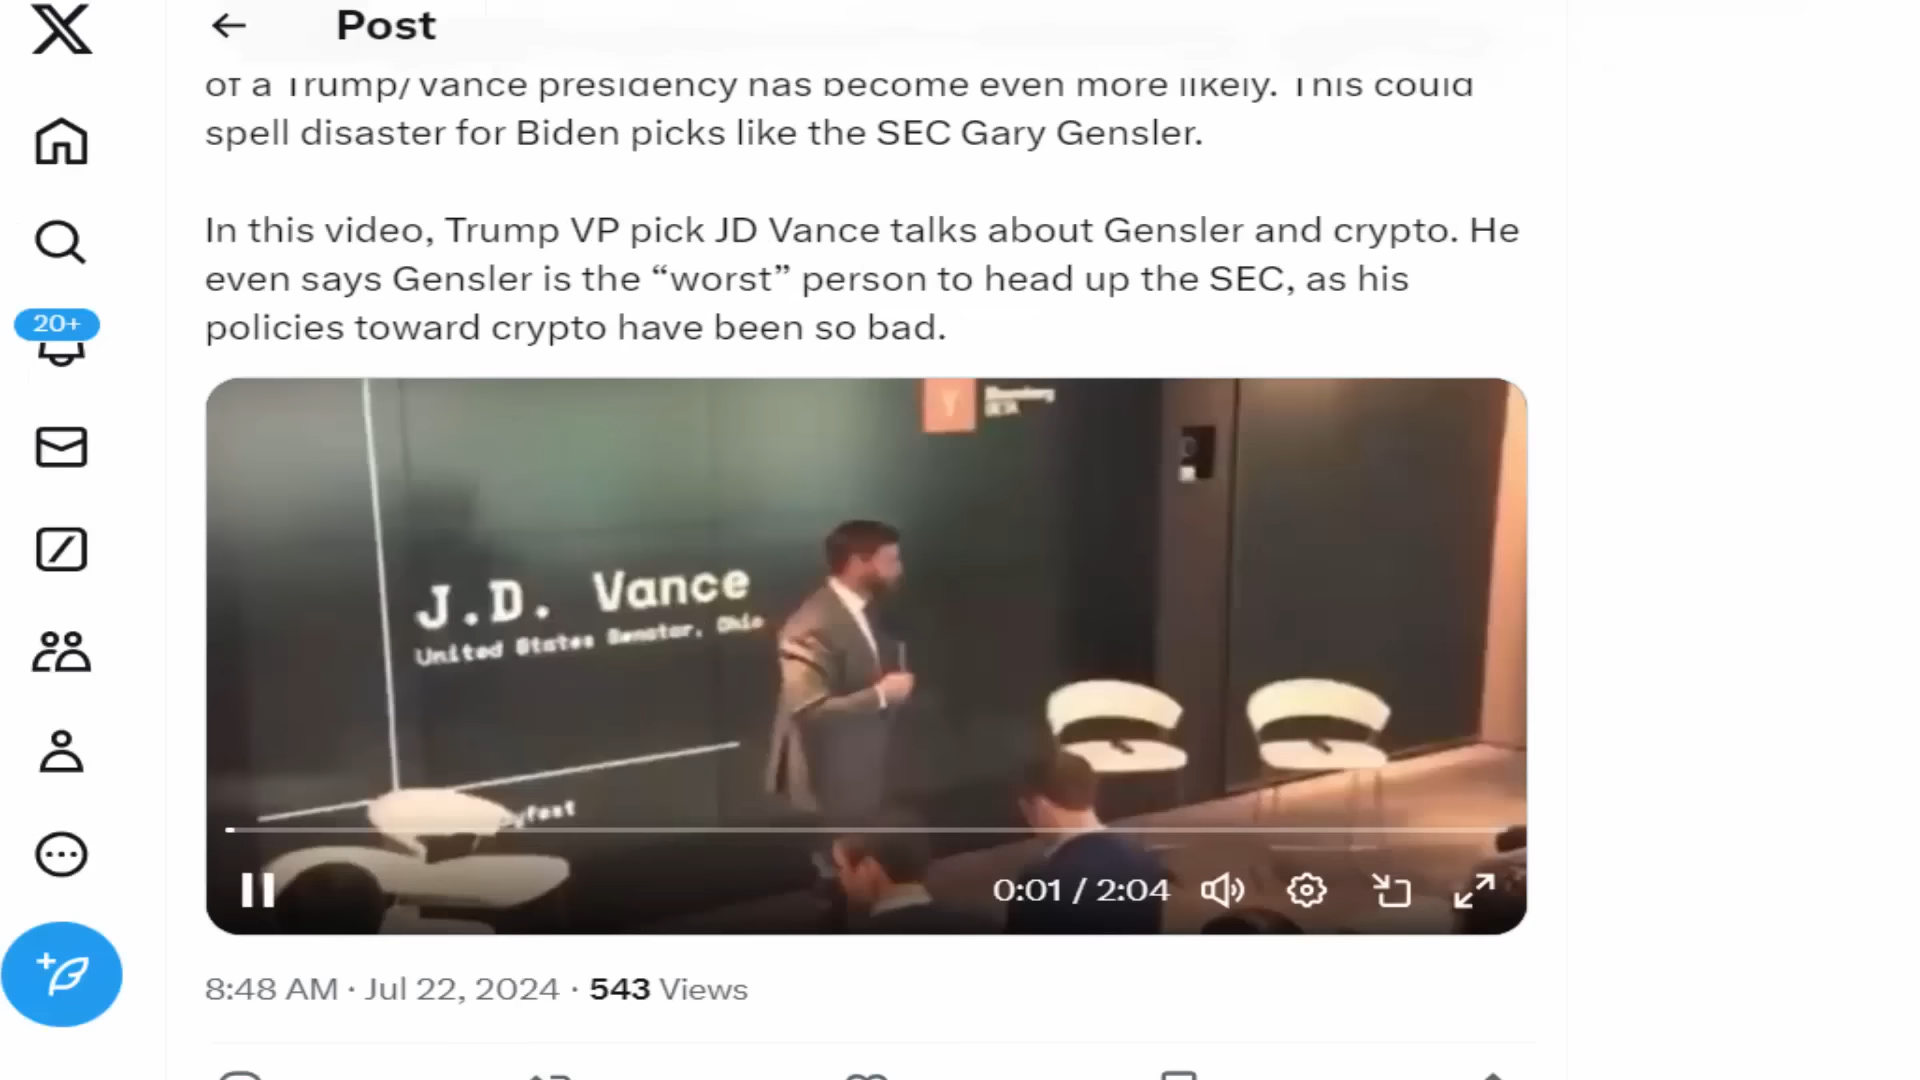 Post
of a Trump/Vance presidency has become even more likely. This could
spell disaster for Biden picks like the SEC Gary Gensler.
In this video, Trump VP pick JD Vance talks about Gensler and crypto. He
even says Gensler is the “worst” person to head up the SEC, as his
policies toward crypto have been so bad.
20+
Y
Bloomberg
BETA
J.D. Vance
United States Senator, Ohio
yfest
0:01 / 2:04
8:48 AM · Jul 22, 2024 · 543 Views